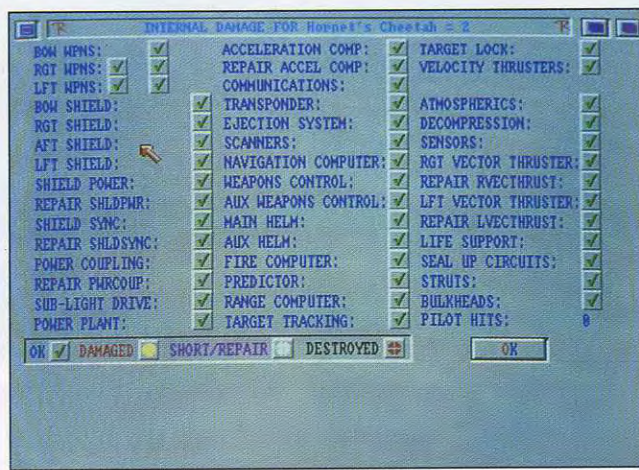 INTERNAL DAMAGE FOR Hornet's Cheetah = 2
BOW WPNS:
RGT WPNS:
LFT WPNS:
BOW SHIELD:
RGT SHIELD:
AFT SHIELD:
LFT SHIELD:
SHIELD POWER:
REPAIR SHLDPWR:
SHIELD SYNC:
REPAIR SHLDSYNC:
POWER COUPLING:
REPAIR PWRCOUP:
SUB-LIGHT DRIVE:
POWER PLANT:
ACCELERATION COMP:
REPAIR ACCEL COMP:
COMMUNICATIONS:
TRANSPONDER:
EJECTION SYSTEM:
SCANNERS:
NAVIGATION COMPUTER:
WEAPONS CONTROL:
AUX WEAPONS CONTROL:
MAIN HELM:
AUX HELM:
FIRE COMPUTER:
PREDICTOR:
RANGE COMPUTER:
TARGET TRACKING:
TARGET LOCK:
VELOCITY THRUSTERS:
ATMOSPHERICS:
DECOMPRESSION:
SENSORS:
RGT VECTOR THRUSTER:
REPAIR RVECTHRUST:
LFT VECTOR THRUSTER:
REPAIR LVECTHRUST:
LIFE SUPPORT:
SEAL UP CIRCUITS:
STRUTS:
BULKHEADS:
PILOT HITS: 0
OK DAMAGED SHORT/REPAIR DESTROYED
OK